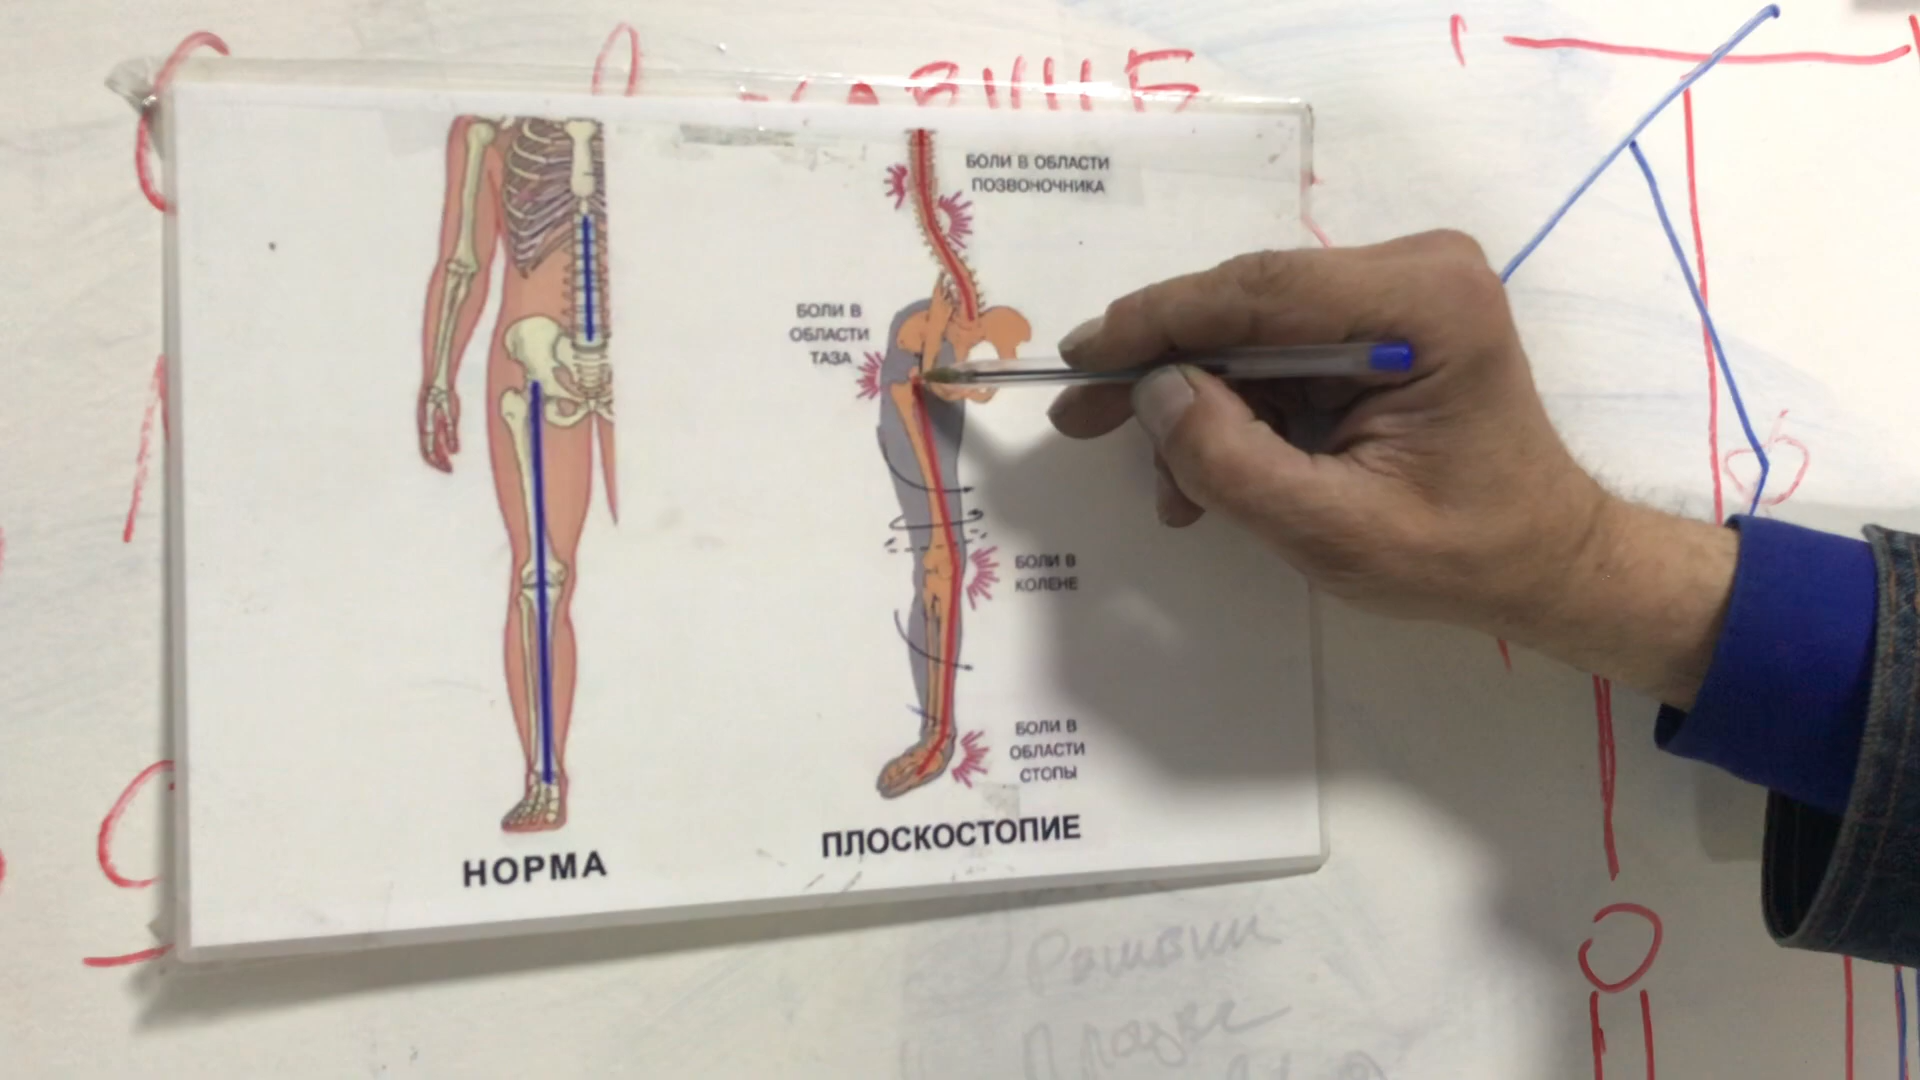 БОЛИ В ОБЛАСТИ
ПОЗВОНОЧНИКА
БОЛИ В
ОБЛАСТИ
ТАЗА
БОЛИ В
КОЛЕНЕ
БОЛИ В
ОБЛАСТИ
СТОПЫ
НОРМА
ПЛОСКОСТОПИЕ